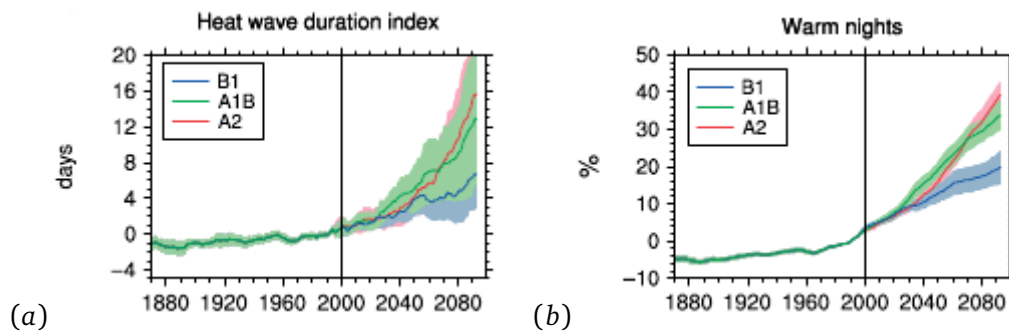 Heat wave duration index
20
16
12
8
4
0
−4
days
B1
A1B
A2
1880 1920 1960 2000 2040 2080
(a)
Warm nights
50
40
30
20
10
0
−10
%
B1
A1B
A2
1880 1920 1960 2000 2040 2080
(b)